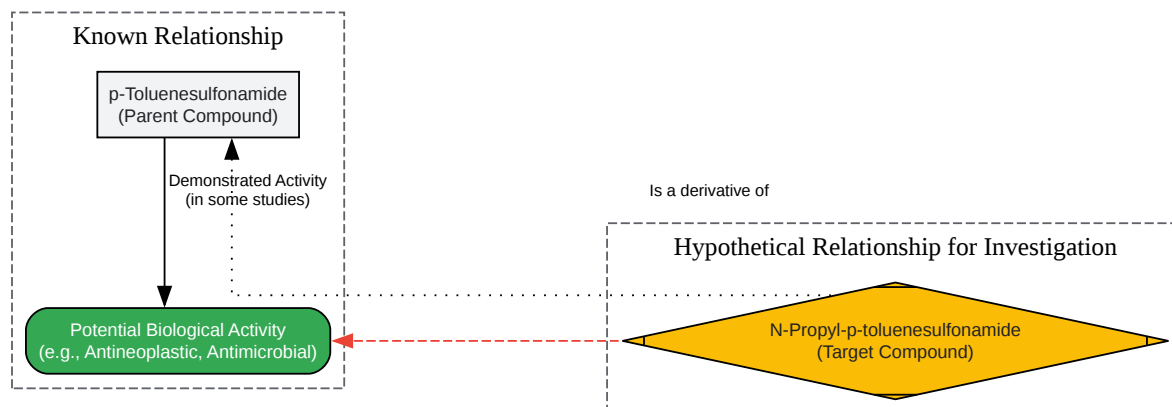 Known Relationship
p-Toluenesulfonamide
(Parent Compound)
Demonstrated Activity
(in some studies)
Potential Biological Activity
(e.g., Antineoplastic, Antimicrobial)
Is a derivative of
Hypothetical Relationship for Investigation
N-Propyl-p-toluenesulfonamide
(Target Compound)